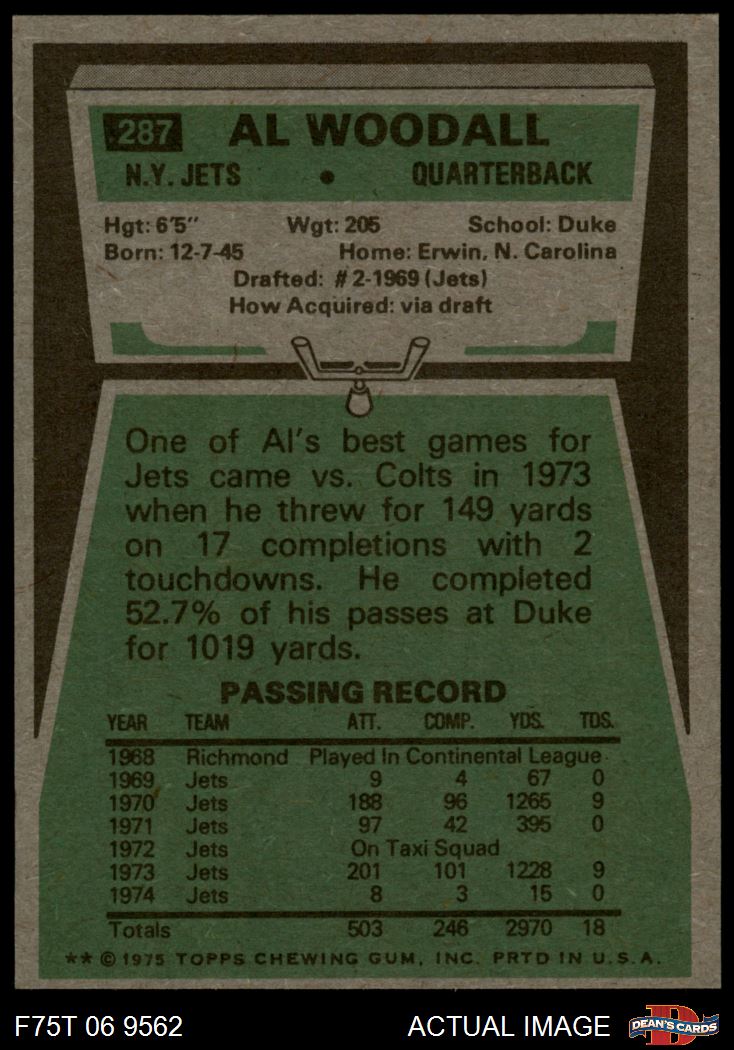 287 AL WOODALL
N.Y. JETS • QUARTERBACK
Hgt: 6'5" Wgt: 205 School: Duke
Born: 12-7-45 Home: Erwin, N. Carolina
Drafted: #2-1969 (Jets)
How Acquired: via draft
One of Al's best games for
Jets came vs. Colts in 1973
when he threw for 149 yards
on 17 completions with 2
touchdowns. He completed
52.7% of his passes at Duke
for 1019 yards.
PASSING RECORD
YEAR TEAM ATT. COMP. YDS. TDS.
1968 Richmond Played In Continental League
1969 Jets 9 4 67 0
1970 Jets 188 96 1265 9
1971 Jets 97 42 395 0
1972 Jets On Taxi Squad
1973 Jets 201 101 1228 9
1974 Jets 8 3 15 0
Totals 503 246 2970 18
** © 1975 TOPPS CHEWING GUM, INC. PRTD IN U.S.A.
F75T 06 9562 ACTUAL IMAGE DEAN'S CARDS